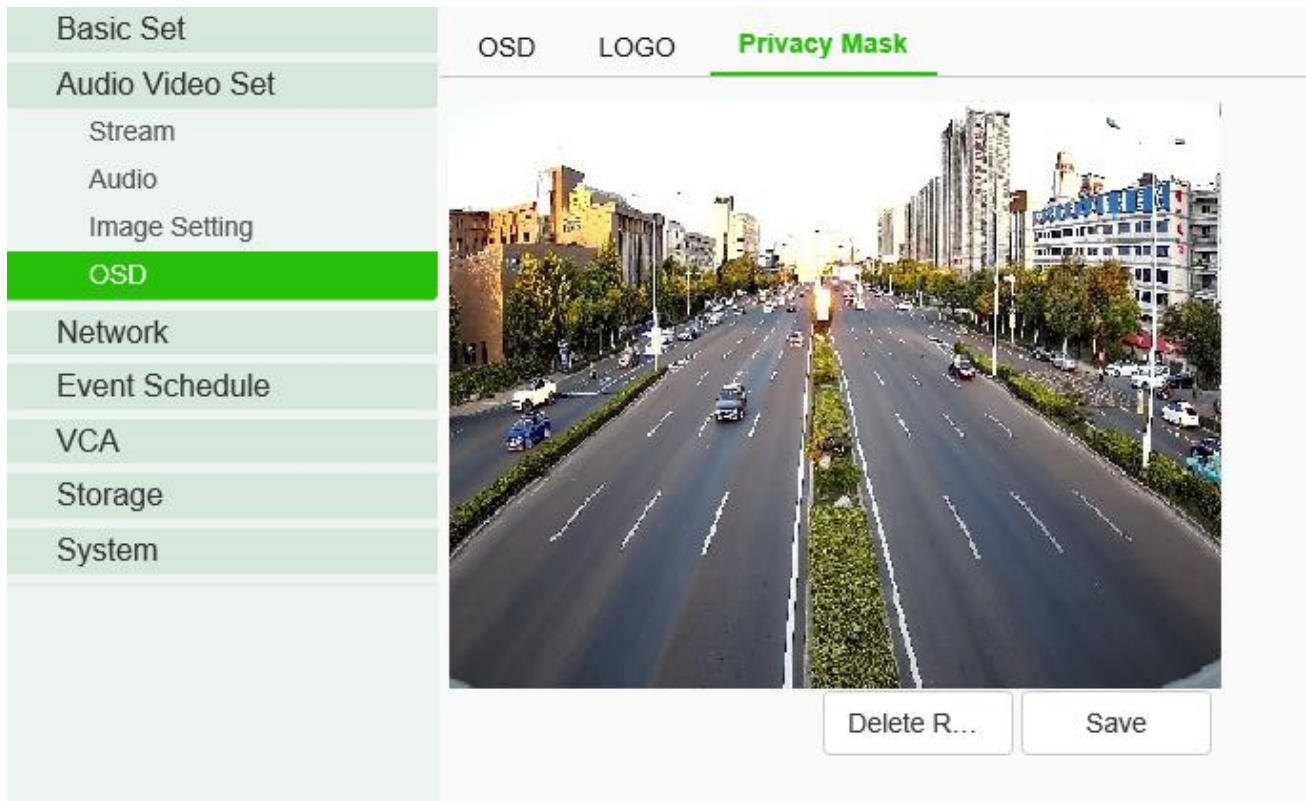 Basic Set
Audio Video Set
Stream
Audio
Image Setting
OSD
Network
Event Schedule
VCA
Storage
System
OSD LOGO Privacy Mask
Delete R...
Save